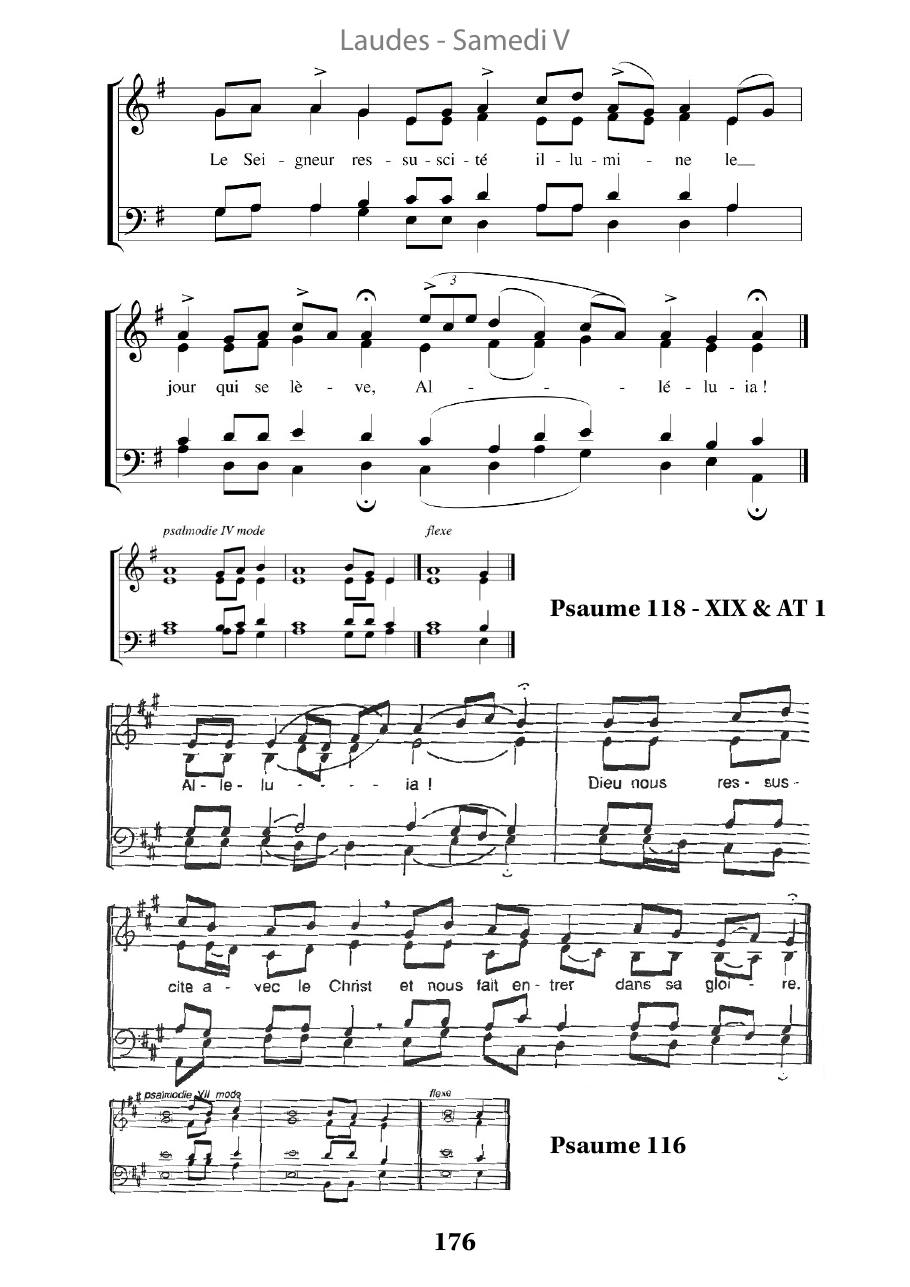 Laudes - Samedi V
Le Sei - gneur res - su - sci - té il - lu - mi - ne le
3
jour qui se lè - ve, Al - - - - lé - lu - ia !
psalmodie IV mode flexe
Psaume 118 - XIX & AT 1
Al - le - lu - - - - ia ! Dieu nous res - sus -
cite a - vec le Christ et nous fait en - trer dans sa gloi - re.
psalmodie XII mode flexe
Psaume 116
176